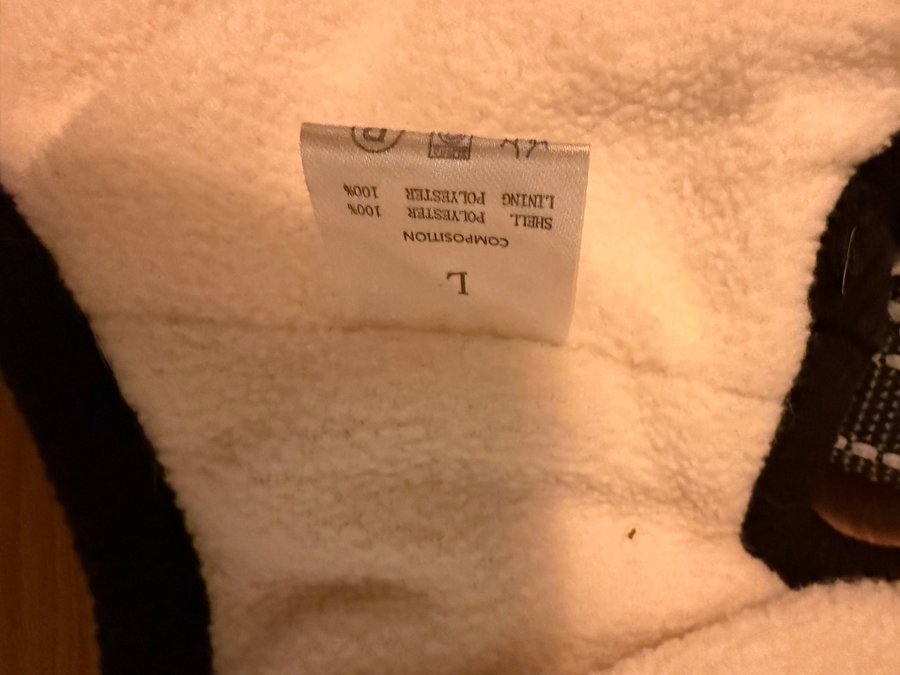 L
COMPOSITION
SHELL POLYESTER 100%
LINING POLYESTER 100%
P